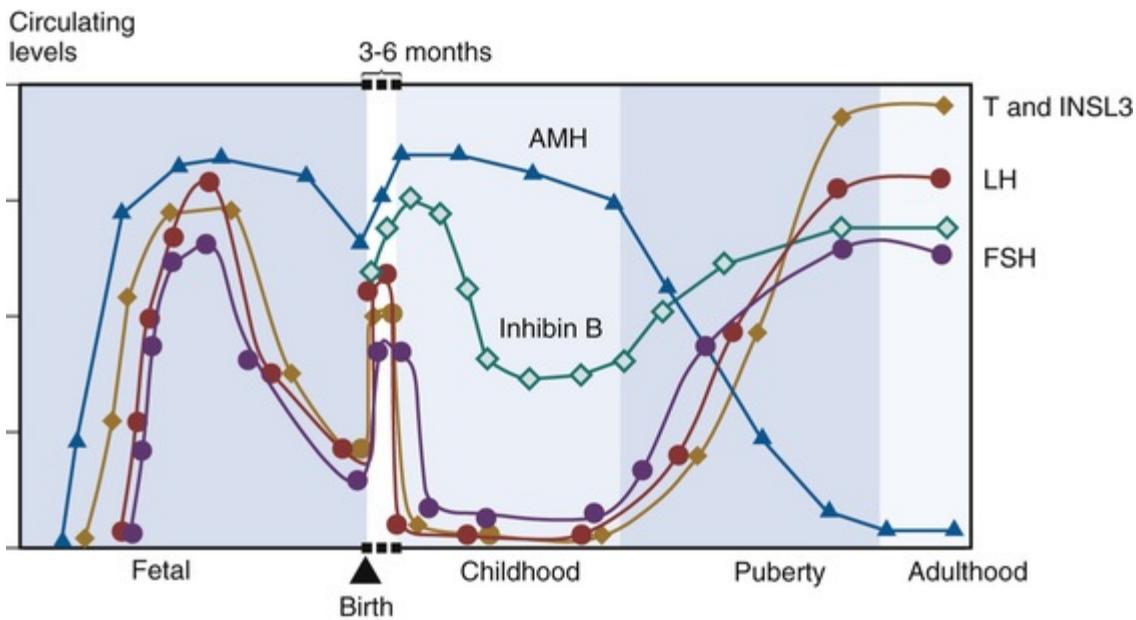 Circulating
levels
3-6 months
AMH
T and INSL3
LH
FSH
Inhibin B
Fetal
Childhood
Puberty
Adulthood
Birth